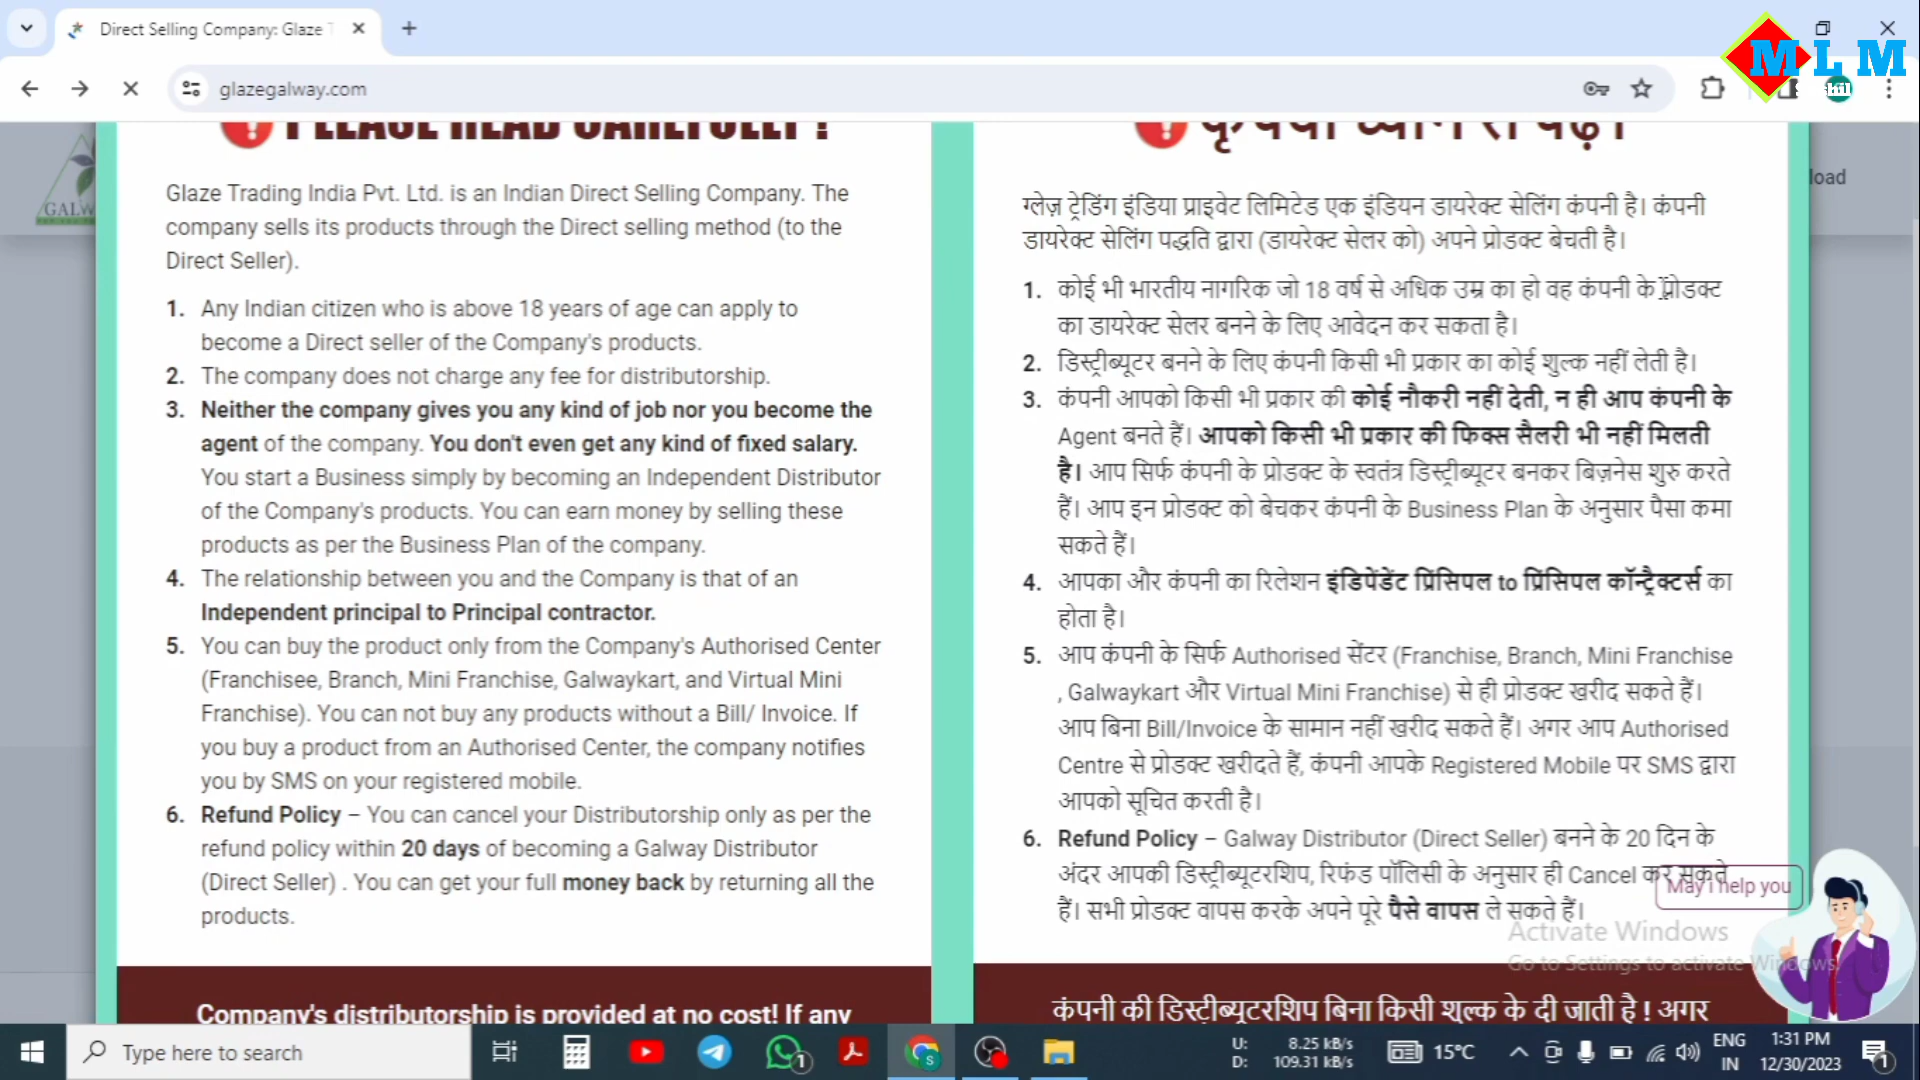 Direct Selling Company: Glaze T
MLM
glazegalway.com
PLEASE READ CAREFULLY !
Glaze Trading India Pvt. Ltd. is an Indian Direct Selling Company. The
company sells its products through the Direct selling method (to the
Direct Seller).
1. Any Indian citizen who is above 18 years of age can apply to
become a Direct seller of the Company's products.
2. The company does not charge any fee for distributorship.
3. Neither the company gives you any kind of job nor you become the
agent of the company. You don't even get any kind of fixed salary.
You start a Business simply by becoming an Independent Distributor
of the Company's products. You can earn money by selling these
products as per the Business Plan of the company.
4. The relationship between you and the Company is that of an
Independent principal to Principal contractor.
5. You can buy the product only from the Company's Authorised Center
(Franchisee, Branch, Mini Franchise, Galwaykart, and Virtual Mini
Franchise). You can not buy any products without a Bill/ Invoice. If
you buy a product from an Authorised Center, the company notifies
you by SMS on your registered mobile.
6. Refund Policy – You can cancel your Distributorship only as per the
refund policy within 20 days of becoming a Galway Distributor
(Direct Seller) . You can get your full money back by returning all the
products.
Company's distributorship is provided at no cost! If any
कृपया ध्यान से पढ़ें।
ग्लेज़ ट्रेडिंग इंडिया प्राइवेट लिमिटेड एक इंडियन डायरेक्ट सेलिंग कंपनी है। कंपनी
डायरेक्ट सेलिंग पद्धति द्वारा (डायरेक्ट सेलर को) अपने प्रोडक्ट बेचती है।
1. कोई भी भारतीय नागरिक जो 18 वर्ष से अधिक उम्र का हो वह कंपनी के प्रोडक्ट
का डायरेक्ट सेलर बनने के लिए आवेदन कर सकता है।
2. डिस्ट्रीब्यूटर बनने के लिए कंपनी किसी भी प्रकार का कोई शुल्क नहीं लेती है।
3. कंपनी आपको किसी भी प्रकार की कोई नौकरी नहीं देती, न ही आप कंपनी के
Agent बनते हैं। आपको किसी भी प्रकार की फिक्स सैलरी भी नहीं मिलती
है। आप सिर्फ कंपनी के प्रोडक्ट के स्वतंत्र डिस्ट्रीब्यूटर बनकर बिज़नेस शुरु करते
हैं। आप इन प्रोडक्ट को बेचकर कंपनी के Business Plan के अनुसार पैसा कमा
सकते हैं।
4. आपका और कंपनी का रिलेशन इंडिपेंडेंट प्रिंसिपल to प्रिंसिपल कॉन्ट्रैक्टर्स का
होता है।
5. आप कंपनी के सिर्फ Authorised सेंटर (Franchise, Branch, Mini Franchise
, Galwaykart और Virtual Mini Franchise) से ही प्रोडक्ट खरीद सकते हैं।
आप बिना Bill/Invoice के सामान नहीं खरीद सकते हैं। अगर आप Authorised
Centre से प्रोडक्ट खरीदते हैं, कंपनी आपके Registered Mobile पर SMS द्वारा
आपको सूचित करती है।
6. Refund Policy – Galway Distributor (Direct Seller) बनने के 20 दिन के
अंदर आपकी डिस्ट्रीब्यूटरशिप, रिफंड पॉलिसी के अनुसार ही Cancel कर सकते
हैं। सभी प्रोडक्ट वापस करके अपने पूरे पैसे वापस ले सकते हैं।
कंपनी की डिस्ट्रीब्यूटरशिप बिना किसी शुल्क के दी जाती है ! अगर
GALW
load
May i help you
Activate Windows
Go to Settings to activate Windows.
Type here to search
1
U: 8.25 kB/s
D: 109.31 kB/s
15°C
ENG
IN
1:31 PM
12/30/2023
1